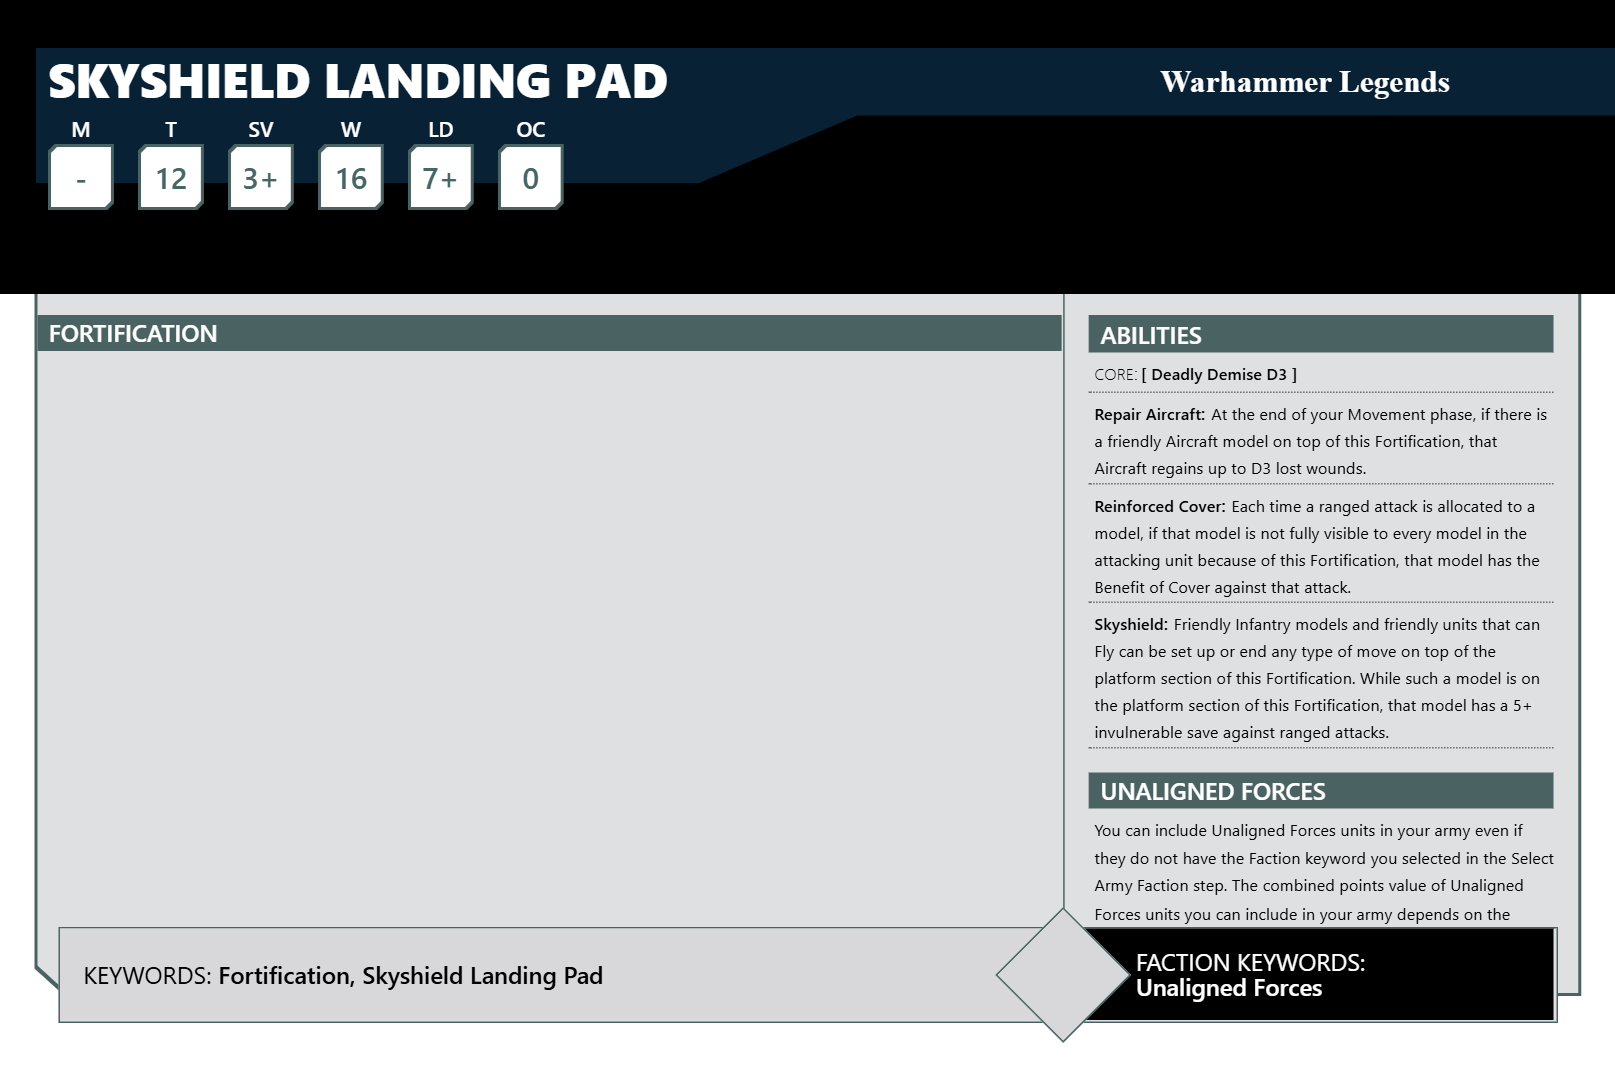 SKYSHIELD LANDING PAD
Warhammer Legends
M T SV W LD OC
- 12 3+ 16 7+ 0
FORTIFICATION
ABILITIES
CORE: [ Deadly Demise D3 ]
Repair Aircraft: At the end of your Movement phase, if there is
a friendly Aircraft model on top of this Fortification, that
Aircraft regains up to D3 lost wounds.
Reinforced Cover: Each time a ranged attack is allocated to a
model, if that model is not fully visible to every model in the
attacking unit because of this Fortification, that model has the
Benefit of Cover against that attack.
Skyshield: Friendly Infantry models and friendly units that can
Fly can be set up or end any type of move on top of the
platform section of this Fortification. While such a model is on
the platform section of this Fortification, that model has a 5+
invulnerable save against ranged attacks.
UNALIGNED FORCES
You can include Unaligned Forces units in your army even if
they do not have the Faction keyword you selected in the Select
Army Faction step. The combined points value of Unaligned
Forces units you can include in your army depends on the
KEYWORDS: Fortification, Skyshield Landing Pad
FACTION KEYWORDS:
Unaligned Forces